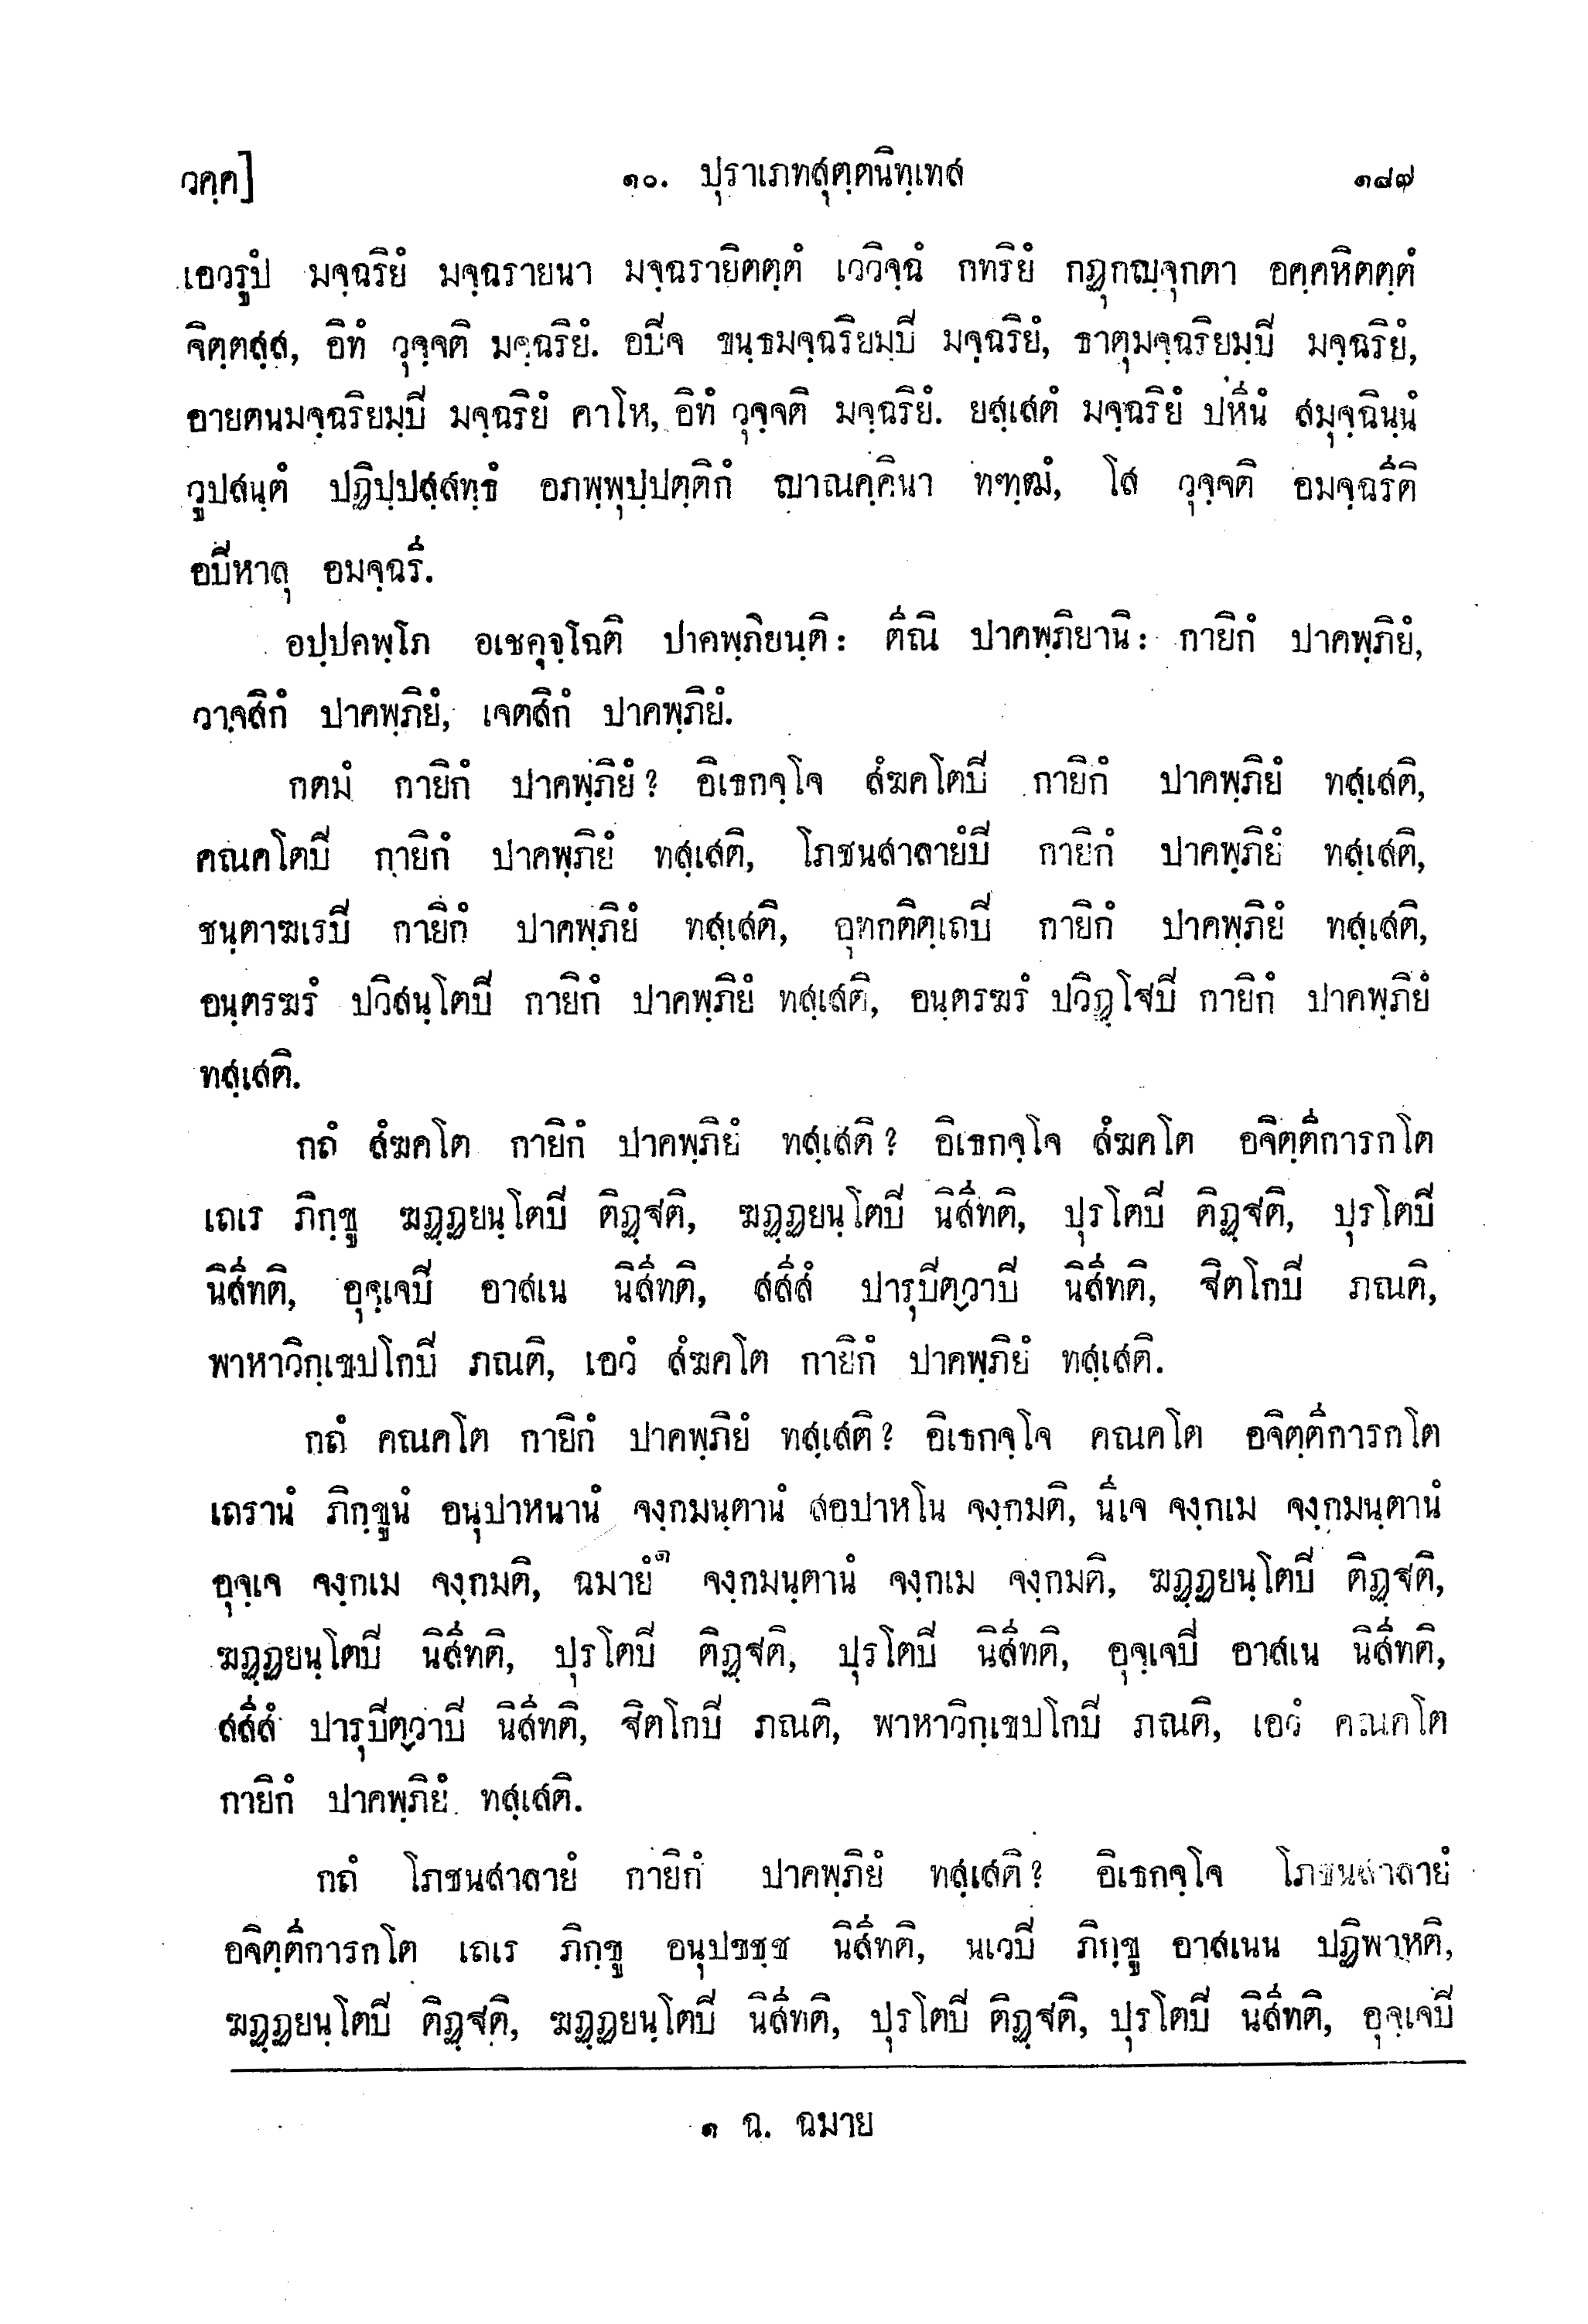 วคฺค]
๑๐. ปุราเภทสุตฺตนิทฺเทส
๑๘๗
เอวรูปํ มจฺฉริยํ มจฺฉรายนา มจฺฉรายิตตฺตํ เววิจฺฉํ กทริยํ กฏุกญฺจุกตา อคฺคหิตตฺตํ
จิตฺตสฺส, อิทํ วุจฺจติ มจฺฉริยํ. อปิจ ขนฺธมจฺฉริยมฺปิ มจฺฉริยํ, ธาตุมจฺฉริยมฺปิ มจฺฉริยํ,
อายตนมจฺฉริยมฺปิ มจฺฉริยํ คาโห, อิทํ วุจฺจติ มจฺฉริยํ. ยสฺเสตํ มจฺฉริยํ ปหีนํ สมุจฺฉินฺนํ
วูปสนฺตํ ปฏิปฺปสฺสทฺธํ อภพฺพุปฺปตฺติกํ ญาณคฺคินา ทฑฺฒํ, โส วุจฺจติ อมจฺฉรีติ
อปิหาลุ อมจฺฉรี.
อปฺปคพฺโภ อเชคุจฺโฉติ ปาคพฺภิยนฺติ: ตีณิ ปาคพฺภิยานิ: กายิกํ ปาคพฺภิยํ,
วาจสิกํ ปาคพฺภิยํ, เจตสิกํ ปาคพฺภิยํ.
กตมํ กายิกํ ปาคพฺภิยํ? อิเธกจฺโจ สํฆคโตปิ กายิกํ ปาคพฺภิยํ ทสฺเสติ,
คณคโตปิ กายิกํ ปาคพฺภิยํ ทสฺเสติ, โภชนสาลายํปิ กายิกํ ปาคพฺภิยํ ทสฺเสติ,
ชนฺตาฆเรปิ กายิกํ ปาคพฺภิยํ ทสฺเสติ, อุทกติตฺเถปิ กายิกํ ปาคพฺภิยํ ทสฺเสติ,
อนฺตรฆรํ ปวิสนฺโตปิ กายิกํ ปาคพฺภิยํ ทสฺเสติ, อนฺตรฆรํ ปวิฏฺโฐปิ กายิกํ ปาคพฺภิยํ
ทสฺเสติ.
กถํ สํฆคโต กายิกํ ปาคพฺภิยํ ทสฺเสติ? อิเธกจฺโจ สํฆคโต อจิตฺตีการกโต
เถเร ภิกฺขู ฆฏฺฏยนฺโตปิ ติฏฺฐติ, ฆฏฺฏยนฺโตปิ นิสีทติ, ปุรโตปิ ติฏฺฐติ, ปุรโตปิ
นิสีทติ, อุจฺเจปิ อาสเน นิสีทติ, สสีสํ ปารุปิตฺวาปิ นิสีทติ, ฐิตโกปิ ภณติ,
พาหาวิกฺเขปโกปิ ภณติ, เอวํ สํฆคโต กายิกํ ปาคพฺภิยํ ทสฺเสติ.
กถํ คณคโต กายิกํ ปาคพฺภิยํ ทสฺเสติ? อิเธกจฺโจ คณคโต อจิตฺตีการกโต
เถรานํ ภิกฺขูนํ อนุปาหนานํ จงฺกมนฺตานํ สอปาหโน จงฺกมติ, นีเจ จงฺกเม จงฺกมนฺตานํ
อุจฺเจ จงฺกเม จงฺกมติ, ฉมายํ๑ จงฺกมนฺตานํ จงฺกเม จงฺกมติ, ฆฏฺฏยนฺโตปิ ติฏฺฐติ,
ฆฏฺฏยนฺโตปิ นิสีทติ, ปุรโตปิ ติฏฺฐติ, ปุรโตปิ นิสีทติ, อุจฺเจปิ อาสเน นิสีทติ,
สสีสํ ปารุปิตฺวาปิ นิสีทติ, ฐิตโกปิ ภณติ, พาหาวิกฺเขปโกปิ ภณติ, เอวํ คณคโต
กายิกํ ปาคพฺภิยํ ทสฺเสติ.
กถํ โภชนสาลายํ กายิกํ ปาคพฺภิยํ ทสฺเสติ? อิเธกจฺโจ โภชนสาลายํ
อจิตฺตีการกโต เถเร ภิกฺขู อนุปขชฺช นิสีทติ, นเวปิ ภิกฺขู อาสเนน ปฏิพาหติ,
ฆฏฺฏยนฺโตปิ ติฏฺฐติ, ฆฏฺฏยนฺโตปิ นิสีทติ, ปุรโตปิ ติฏฺฐติ, ปุรโตปิ นิสีทติ, อุจฺเจปิ
๑ ฉ. ฉมาย